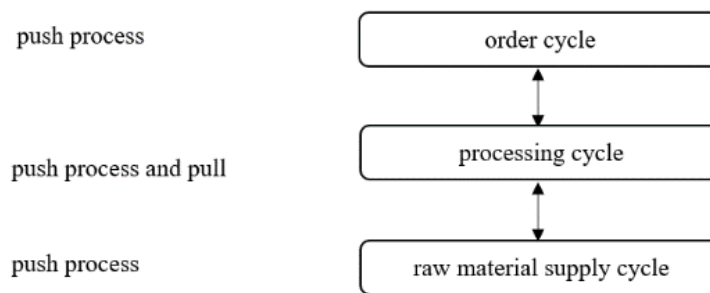 push process
order cycle
push process and pull
processing cycle
push process
raw material supply cycle